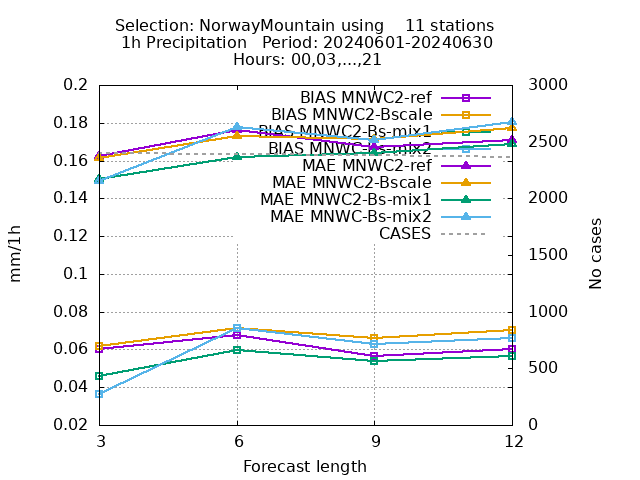 Selection: NorwayMountain using    11 stations
1h Precipitation   Period: 20240601-20240630
Hours: 00,03,...,21
BIAS MNWC2-ref
BIAS MNWC2-Bscale
BIAS MNWC2-Bs-mix1
BIAS MNWC-Bs-mix2
MAE MNWC2-ref
MAE MNWC2-Bscale
MAE MNWC2-Bs-mix1
MAE MNWC-Bs-mix2
CASES
mm/1h
0.2
0.18
0.16
0.14
0.12
0.1
0.08
0.06
0.04
0.02
3000
2500
2000
1500
1000
500
0
No cases
3 6 9 12
Forecast length